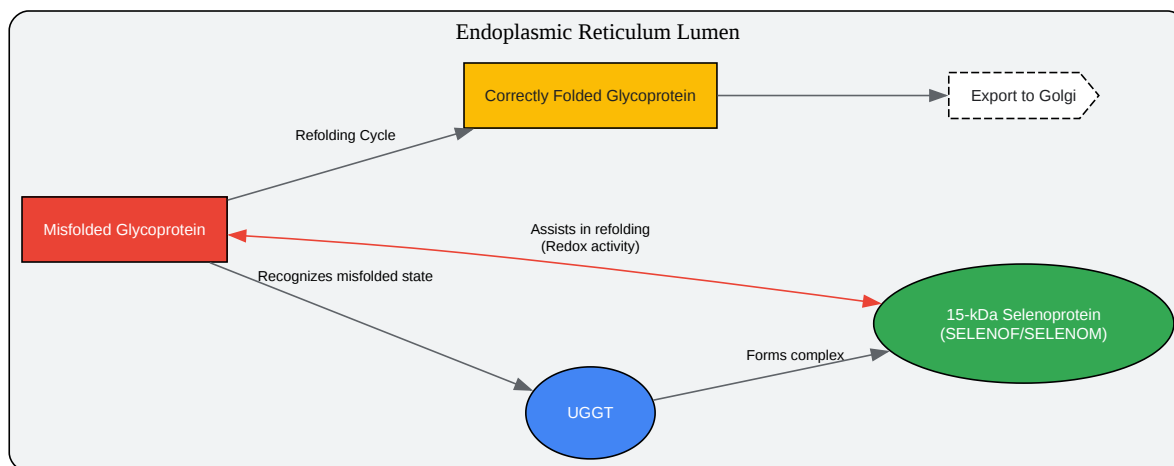 Endoplasmic Reticulum Lumen
Correctly Folded Glycoprotein
Export to Golgi
Refolding Cycle
Misfolded Glycoprotein
Assists in refolding
(Redox activity)
Recognizes misfolded state
15-kDa Selenoprotein
(SELENOF/SELENOM)
Forms complex
UGGT